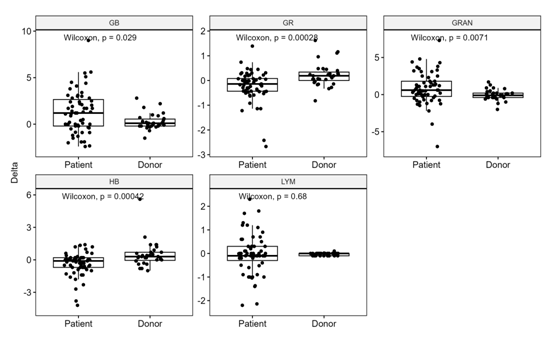 GB
10
5
0
Wilcoxon, p = 0.029
Patient
Donor
GR
2
1
0
-1
-2
-3
Wilcoxon, p = 0.00028
Patient
Donor
GRAN
5
0
-5
Wilcoxon, p = 0.0071
Patient
Donor
Delta
HB
6
3
0
-3
Wilcoxon, p = 0.00042
Patient
Donor
LYM
2
1
0
-1
-2
Wilcoxon, p = 0.68
Patient
Donor